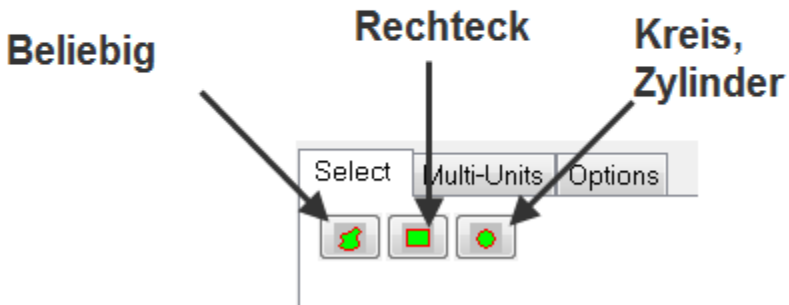 Beliebig
Rechteck
Kreis,
Zylinder
Select Multi-Units Options